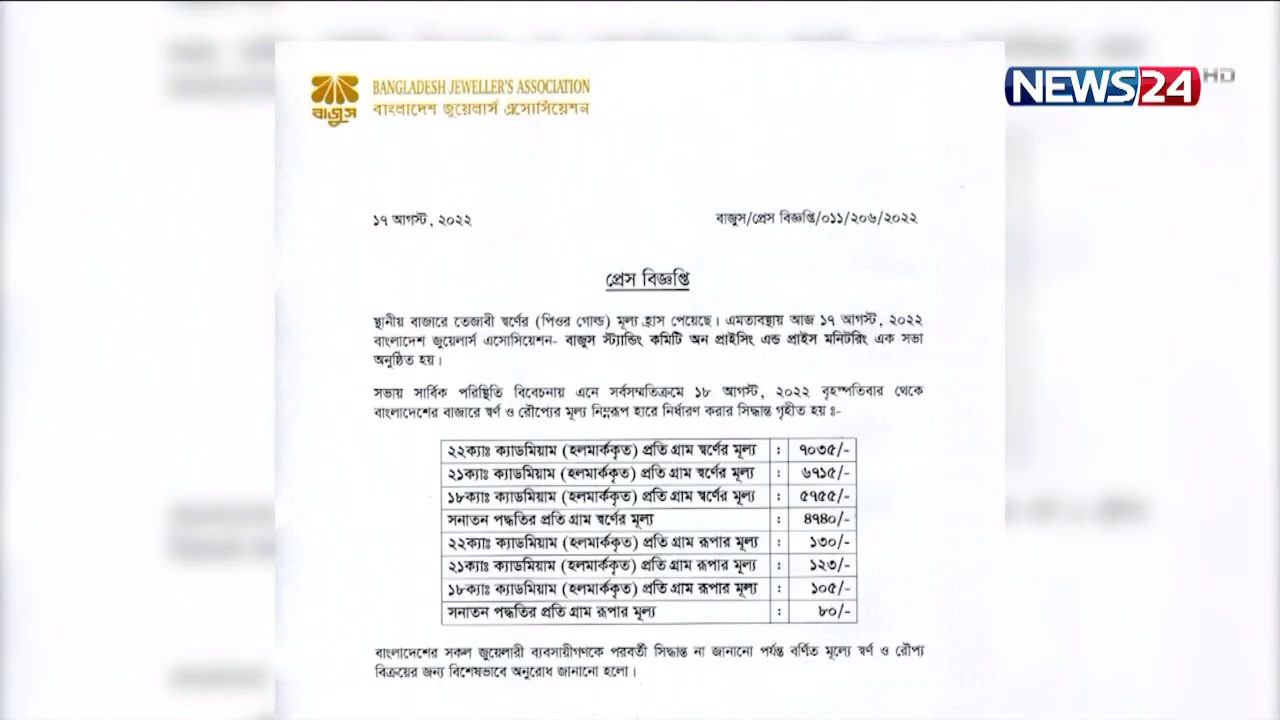 NEWS24 HD
BANGLADESH JEWELLER'S ASSOCIATION
বাজুস
বাংলাদেশ জুয়েলার্স এসোসিয়েশন
১৭ আগস্ট, ২০২২
বাজুস/প্রেস বিজ্ঞপ্তি/০১১/২০৬/২০২২
প্রেস বিজ্ঞপ্তি
স্থানীয় বাজারে তেজাবী স্বর্ণের (পিওর গোল্ড) মূল্য হ্রাস পেয়েছে। এমতাবস্থায় আজ ১৭ আগস্ট, ২০২২
বাংলাদেশ জুয়েলার্স এসোসিয়েশন- বাজুস স্ট্যান্ডিং কমিটি অন প্রাইসিং এন্ড প্রাইস মনিটরিং এক সভা
অনুষ্ঠিত হয়।
সভায় সার্বিক পরিস্থিতি বিবেচনায় এনে সর্বসম্মতিক্রমে ১৮ আগস্ট, ২০২২ বৃহস্পতিবার থেকে
বাংলাদেশের বাজারে স্বর্ণ ও রৌপ্যের মূল্য নিম্নরূপ হারে নির্ধারণ করার সিদ্ধান্ত গৃহীত হয় ঃ-
২২ক্যাঃ ক্যাডমিয়াম (হলমার্ককৃত) প্রতি গ্রাম স্বর্ণের মূল্য : ৭০৩৫/-
২১ক্যাঃ ক্যাডমিয়াম (হলমার্ককৃত) প্রতি গ্রাম স্বর্ণের মূল্য : ৬৭১৫/-
১৮ক্যাঃ ক্যাডমিয়াম (হলমার্ককৃত) প্রতি গ্রাম স্বর্ণের মূল্য : ৫৭৫৫/-
সনাতন পদ্ধতির প্রতি গ্রাম স্বর্ণের মূল্য : ৪৭৪০/-
২২ক্যাঃ ক্যাডমিয়াম (হলমার্ককৃত) প্রতি গ্রাম রূপার মূল্য : ১৩০/-
২১ক্যাঃ ক্যাডমিয়াম (হলমার্ককৃত) প্রতি গ্রাম রূপার মূল্য : ১২৩/-
১৮ক্যাঃ ক্যাডমিয়াম (হলমার্ককৃত) প্রতি গ্রাম রূপার মূল্য : ১০৫/-
সনাতন পদ্ধতির প্রতি গ্রাম রূপার মূল্য : ৮০/-
বাংলাদেশের সকল জুয়েলারী ব্যবসায়ীগণকে পরবর্তী সিদ্ধান্ত না জানানো পর্যন্ত বর্ণিত মূল্যে স্বর্ণ ও রৌপ্য
বিক্রয়ের জন্য বিশেষভাবে অনুরোধ জানানো হলো।